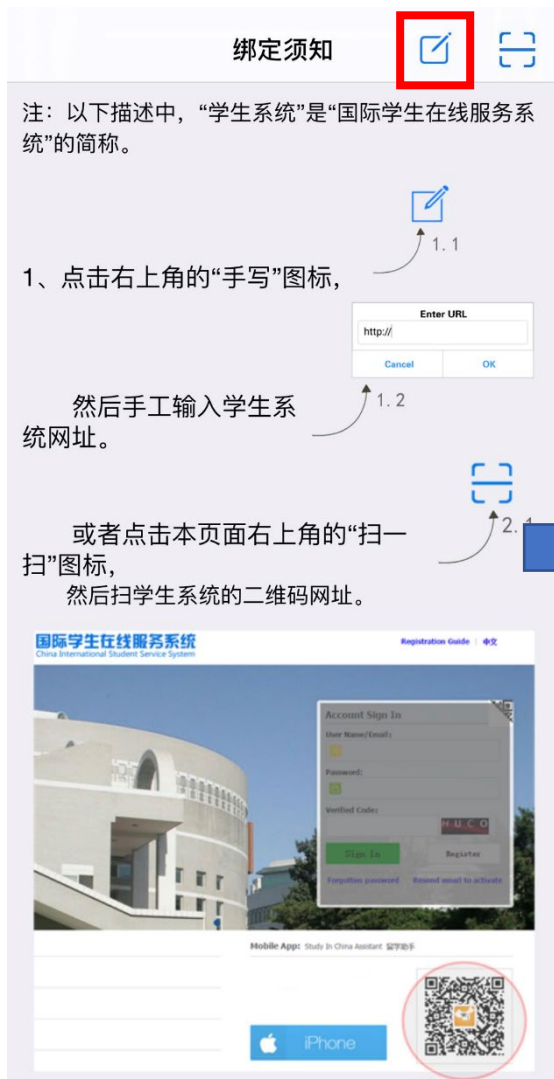 绑定须知
注：以下描述中，“学生系统”是“国际学生在线服务系
统”的简称。
1.1
1、点击右上角的“手写”图标，
Enter URL
http://
Cancel OK
1.2
然后手工输入学生系
统网址。
2.1
或者点击本页面右上角的“扫一
扫”图标，
然后扫学生系统的二维码网址。
国际学生在线服务系统
China International Student Service System
Registration Guide | 中文
Account Sign In
User Name/Email:
Password:
Verified Code:
NUCO
Sign In Register
Forgotten password Resend email to activate
Mobile App: Study In China Assistant 留学助手
iPhone